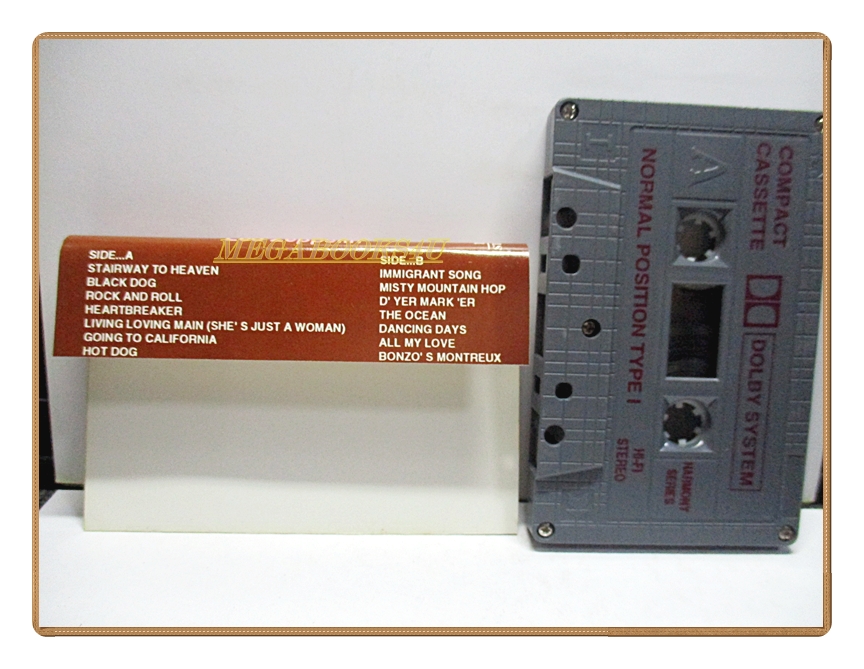 MEGABOOKS4U
SIDE...A
STAIRWAY TO HEAVEN
BLACK DOG
ROCK AND ROLL
HEARTBREAKER
LIVING LOVING MAIN (SHE' S JUST A WOMAN)
GOING TO CALIFORNIA
HOT DOG
SIDE...B
IMMIGRANT SONG
MISTY MOUNTAIN HOP
D' YER MARK 'ER
THE OCEAN
DANCING DAYS
ALL MY LOVE
BONZO' S MONTREUX
COMPACT
CASSETTE
DOLBY SYSTEM
A
HARMONY
SERIES
NORMAL POSITION TYPE I
HI-FI
STEREO